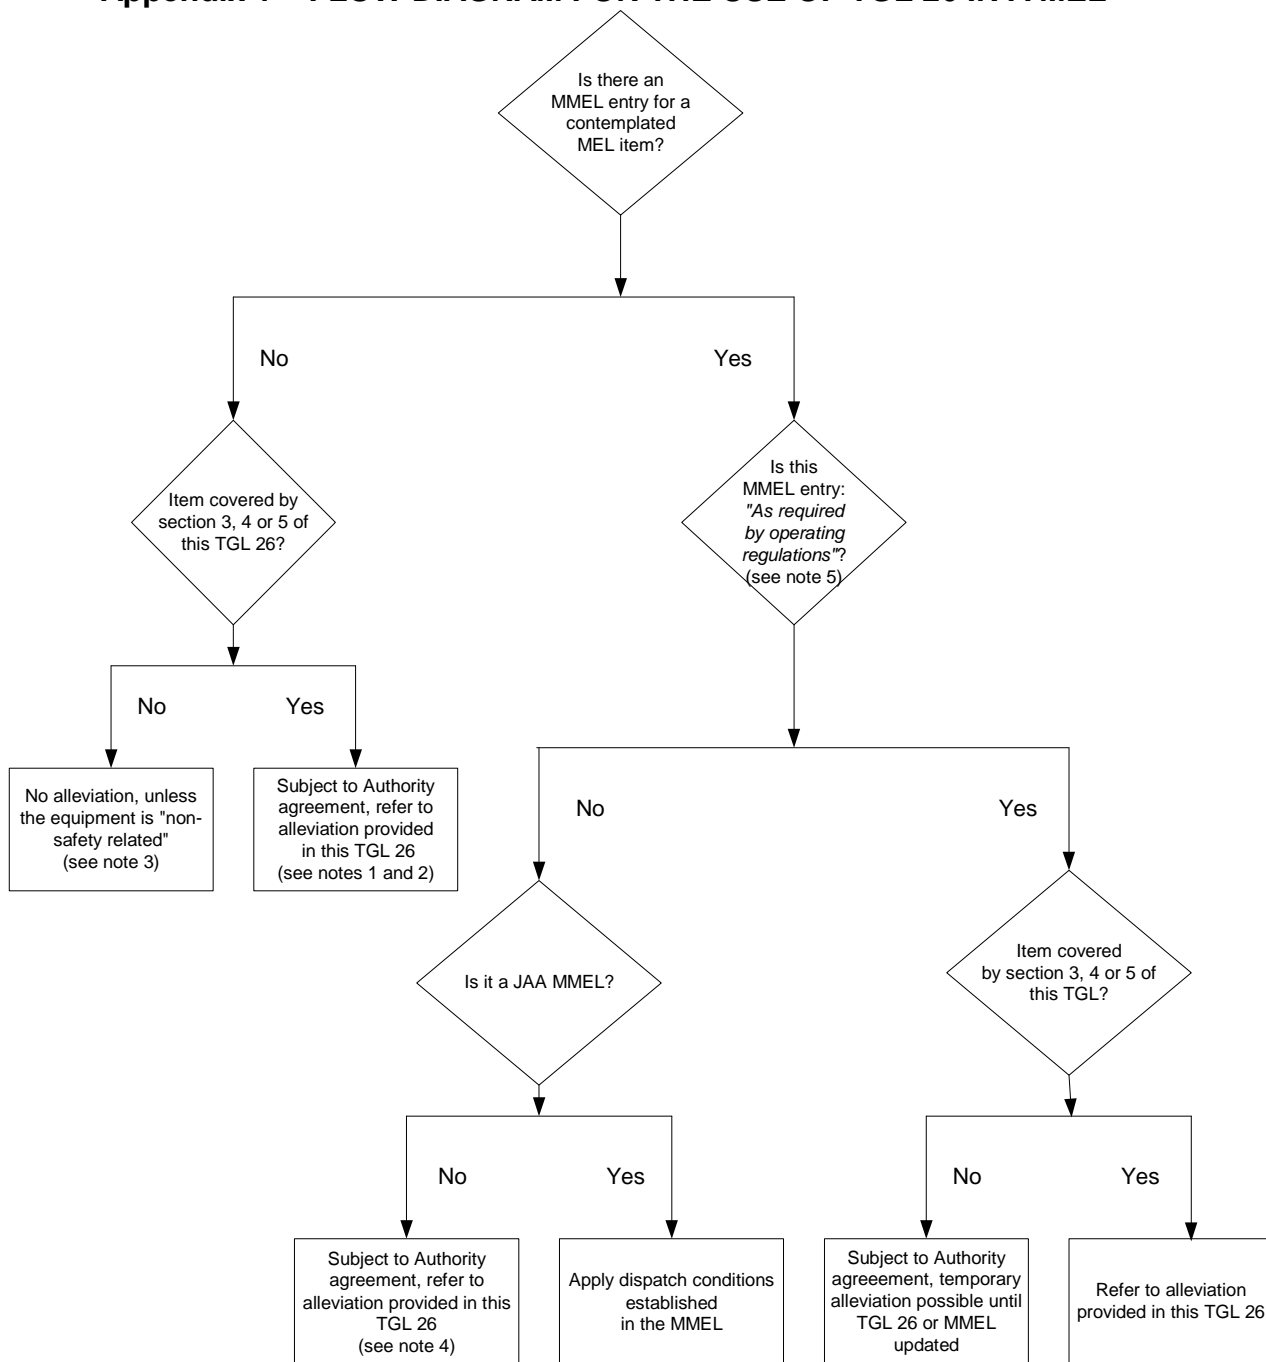 Is there an
MMEL entry for a
contemplated
MEL item?
No
Yes
Item covered by
section 3, 4 or 5 of
this TGL 26?
Is this
MMEL entry:
"As required
by operating
regulations"?
(see note 5)
No
Yes
No alleviation, unless
the equipment is "non-
safety related"
(see note 3)
Subject to Authority
agreement, refer to
alleviation provided
in this TGL 26
(see notes 1 and 2)
No
Yes
Is it a JAA MMEL?
Item covered
by section 3, 4 or 5 of
this TGL?
No
Yes
No
Yes
Subject to Authority
agreement, refer to
alleviation provided in this
TGL 26
(see note 4)
Apply dispatch conditions
established
in the MMEL
Subject to Authority
agreeement, temporary
alleviation possible until
TGL 26 or MMEL
updated
Refer to alleviation
provided in this TGL 26